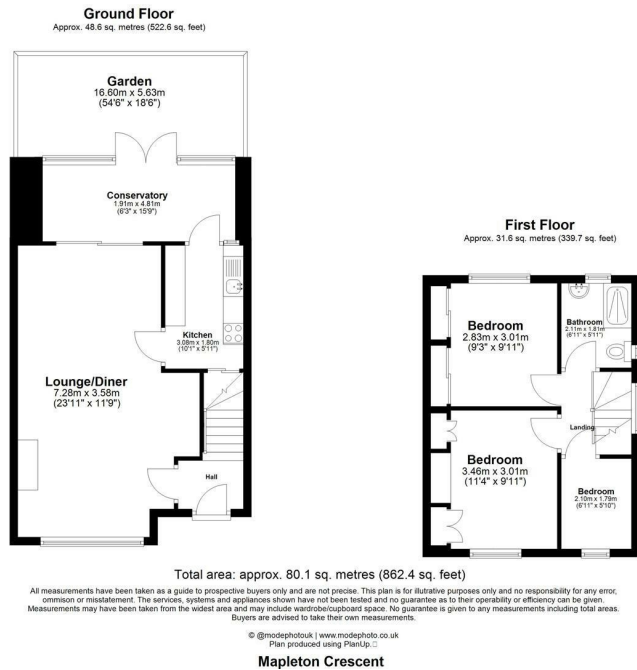 Ground Floor
Approx. 48.6 sq. metres (522.6 sq. feet)
Garden
16.60m x 5.63m
(54'6" x 18'6")
Conservatory
1.91m x 4.81m
(6'3" x 15'9")
Kitchen
3.08m x 1.80m
(10'1" x 5'11")
Lounge/Diner
7.28m x 3.58m
(23'11" x 11'9")
Hall
First Floor
Approx. 31.6 sq. metres (339.7 sq. feet)
Bedroom
2.83m x 3.01m
(9'3" x 9'11")
Bathroom
2.11m x 1.81m
(6'11" x 5'11")
Landing
Bedroom
3.46m x 3.01m
(11'4" x 9'11")
Bedroom
2.10m x 1.79m
(6'11" x 5'10")
Total area: approx. 80.1 sq. metres (862.4 sq. feet)
All measurements have been taken as a guide to prospective buyers only and are not precise. This plan is for illutrative purposes only and no responsibility for any error,
ommison or misstatement. The services, systems and appliances shown have not been tested and no guarantee as to their operability or efficiency can be given.
Measurements may have been taken from the widest area and may include wardrobe/cupboard space. No guarantee is given to any measurements including total areas.
Buyers are advised to take their own measurements.
© @modephotouk | www.modephoto.co.uk
Plan produced using PlanUp.
Mapleton Crescent